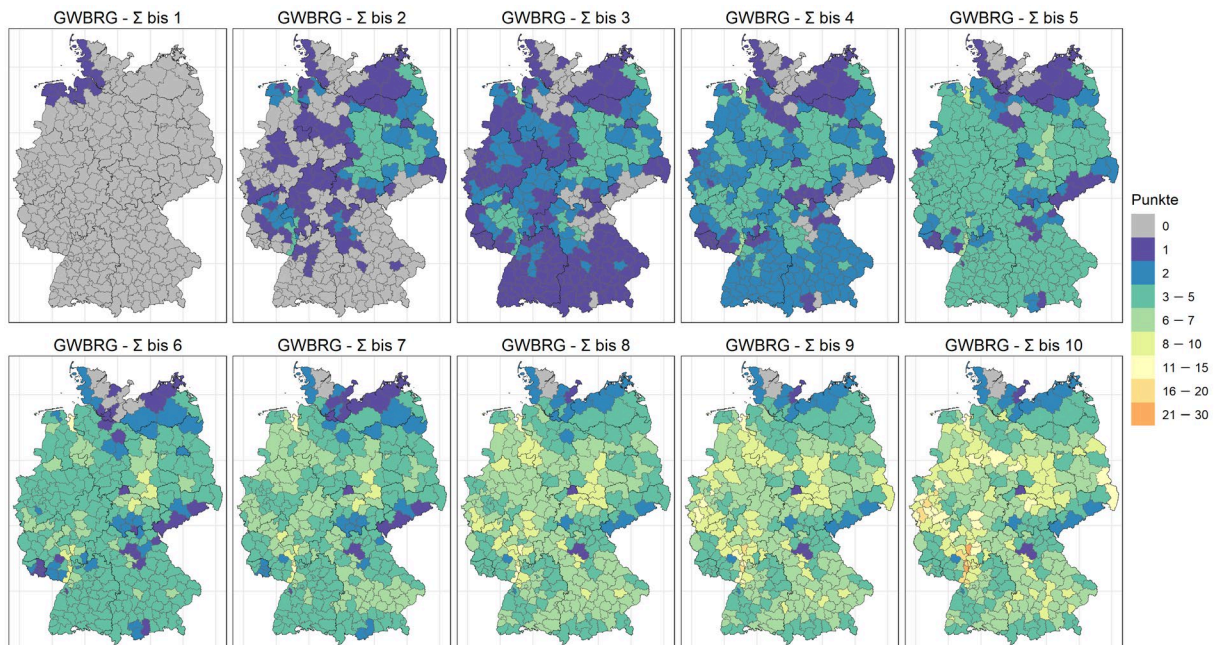 GWBRG - Σ bis 1
GWBRG - Σ bis 2
GWBRG - Σ bis 3
GWBRG - Σ bis 4
GWBRG - Σ bis 5
GWBRG - Σ bis 6
GWBRG - Σ bis 7
GWBRG - Σ bis 8
GWBRG - Σ bis 9
GWBRG - Σ bis 10
Punkte
0
1
2
3 – 5
6 – 7
8 – 10
11 – 15
16 – 20
21 – 30